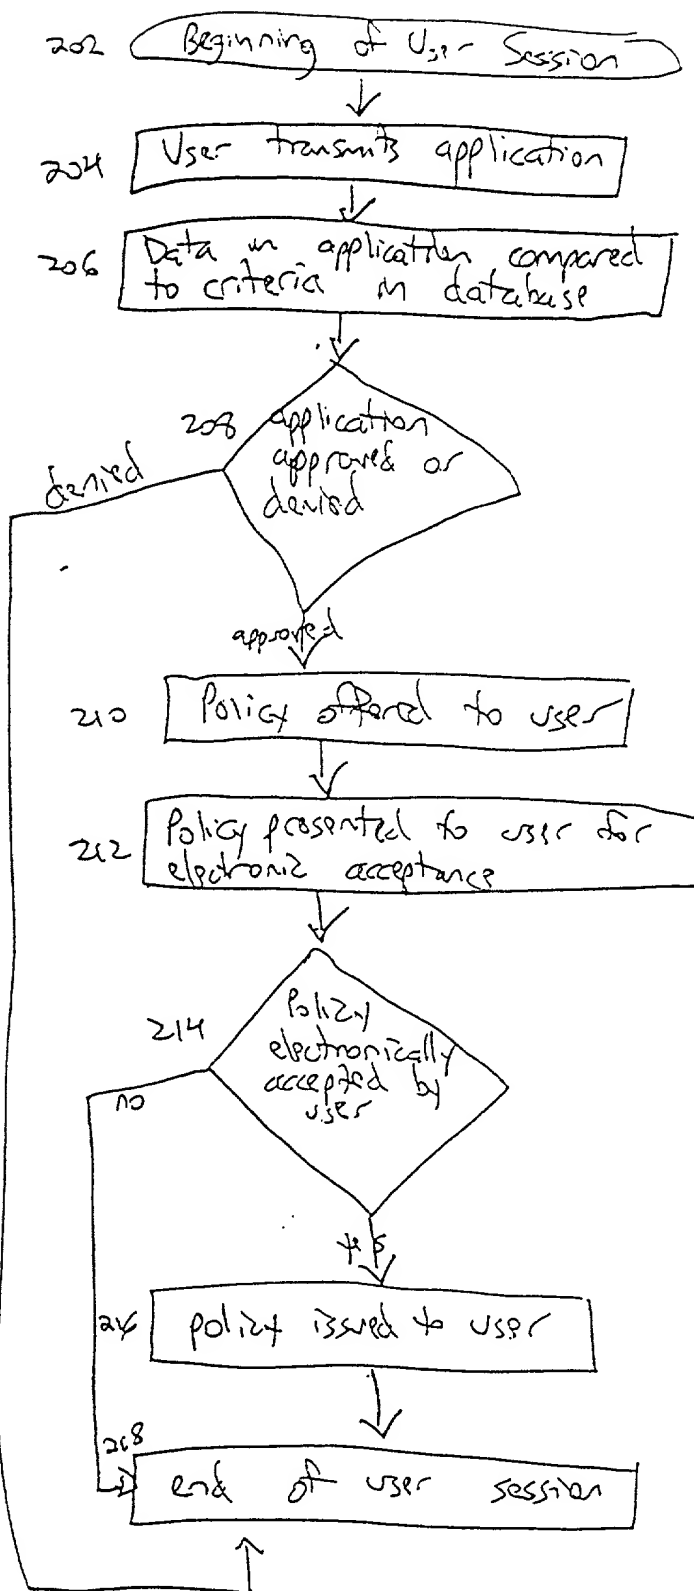 202 Beginning of User Session
204 User transmits application
206 Data in application compared
to criteria in database
208 application
approved or
denied
denied
approved
210 Policy offered to user
212 Policy presented to user for
electronic acceptance
214 Policy
electronically
accepted by
user
no
yes
216 policy issued to user
218
end of user session